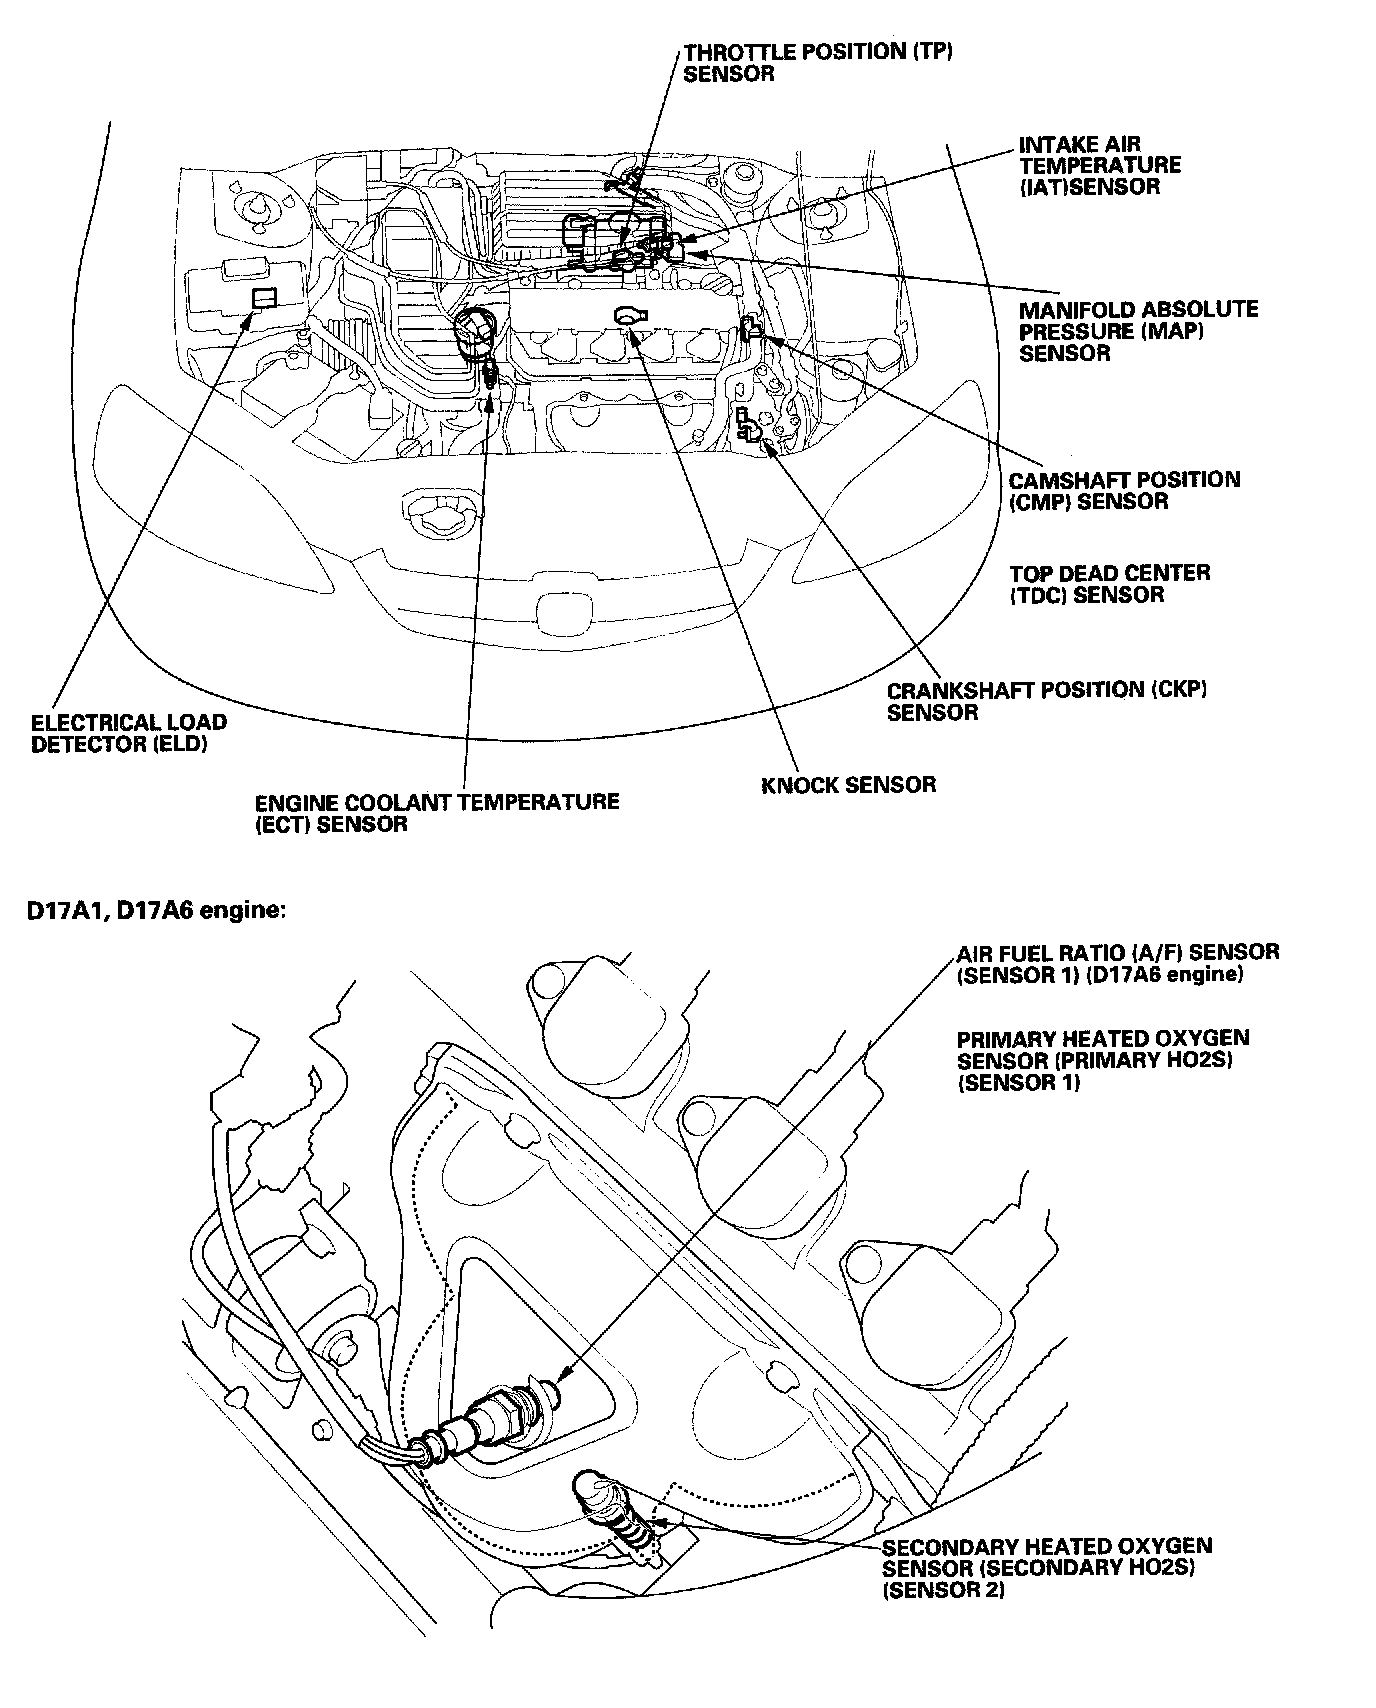 THROTTLE POSITION (TP)
SENSOR
INTAKE AIR
TEMPERATURE
(IAT)SENSOR
MANIFOLD ABSOLUTE
PRESSURE (MAP)
SENSOR
CAMSHAFT POSITION
(CMP) SENSOR
TOP DEAD CENTER
(TDC) SENSOR
CRANKSHAFT POSITION (CKP)
SENSOR
ELECTRICAL LOAD
DETECTOR (ELD)
KNOCK SENSOR
ENGINE COOLANT TEMPERATURE
(ECT) SENSOR
D17A1, D17A6 engine:
AIR FUEL RATIO (A/F) SENSOR
(SENSOR 1) (D17A6 engine)
PRIMARY HEATED OXYGEN
SENSOR (PRIMARY HO2S)
(SENSOR 1)
SECONDARY HEATED OXYGEN
SENSOR (SECONDARY HO2S)
(SENSOR 2)